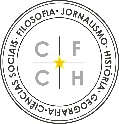 FILOSOFIA · JORNALISMO · HISTÓRIA · GEOGRAFIA · CIÊNCIAS SOCIAIS ·
C F
C H